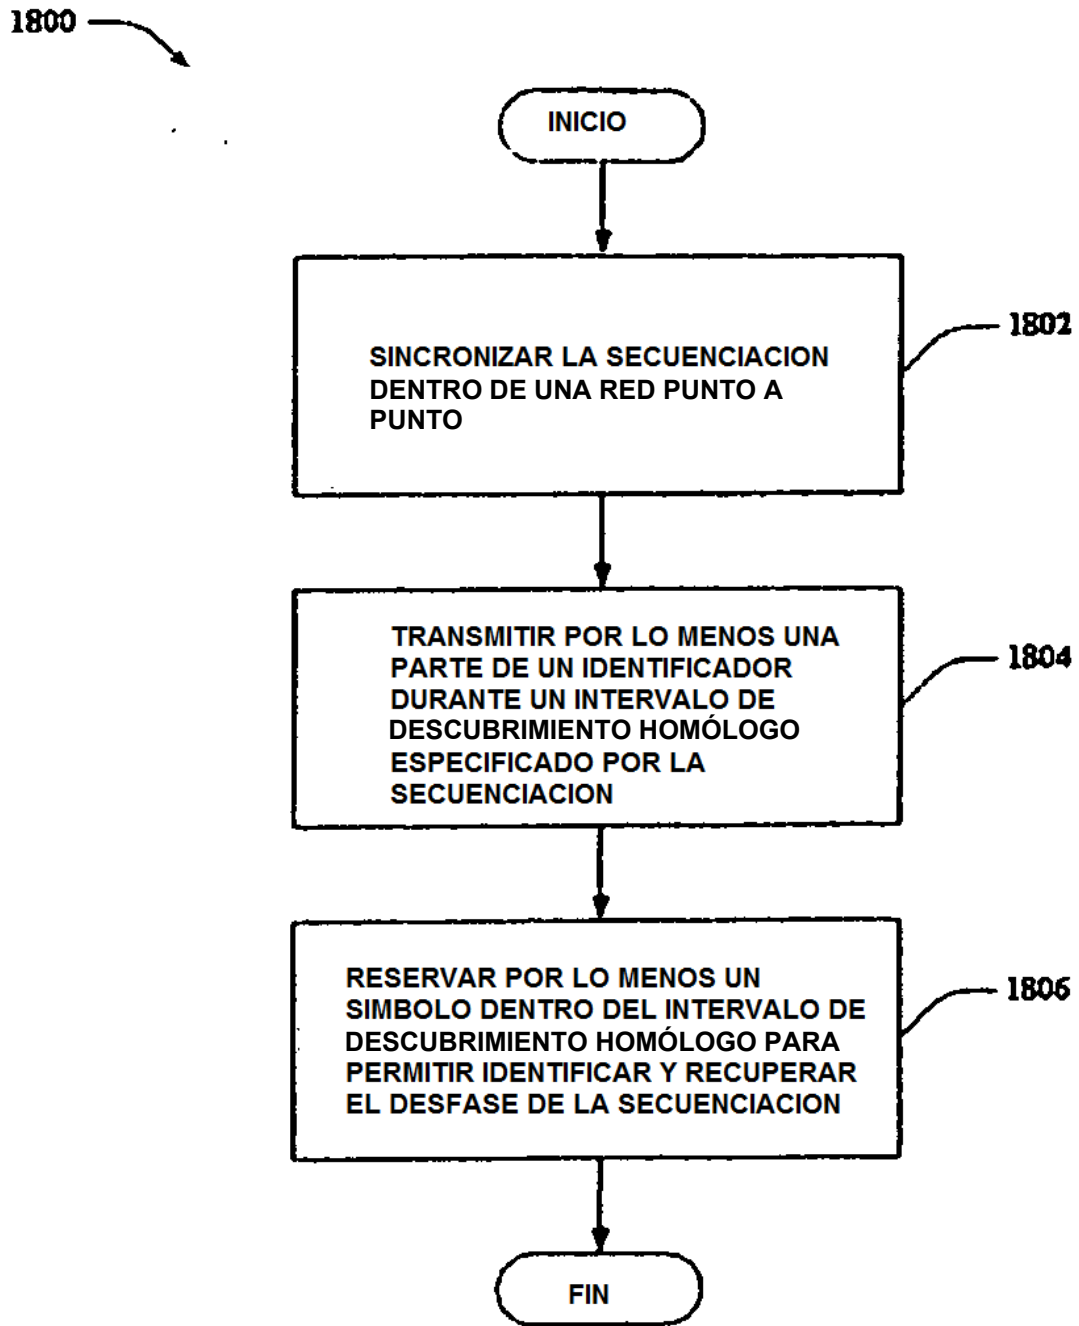 1800
INICIO
SINCRONIZAR LA SECUENCIACION
DENTRO DE UNA RED PUNTO A
PUNTO
1802
TRANSMITIR POR LO MENOS UNA
PARTE DE UN IDENTIFICADOR
DURANTE UN INTERVALO DE
DESCUBRIMIENTO HOMÓLOGO
ESPECIFICADO POR LA
SECUENCIACION
1804
RESERVAR POR LO MENOS UN
SIMBOLO DENTRO DEL INTERVALO DE
DESCUBRIMIENTO HOMÓLOGO PARA
PERMITIR IDENTIFICAR Y RECUPERAR
EL DESFASE DE LA SECUENCIACION
1806
FIN